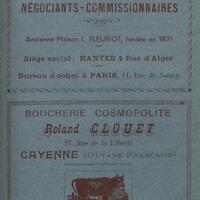 NÉGOCIANTS-COMMISSIONNAIRES
Ancienne Maison L. FLEURIOT, fondée en 1871
Siège social: NANTES 4 Rue d'Alger
Bureau d'achat à PARIS, 11, Rue de Nancy
BOUCHERIE COSMOPOLITE
Roland CLOUET
27, Rue de la Liberté
CAYENNE (GUYANE FRANÇAISE)